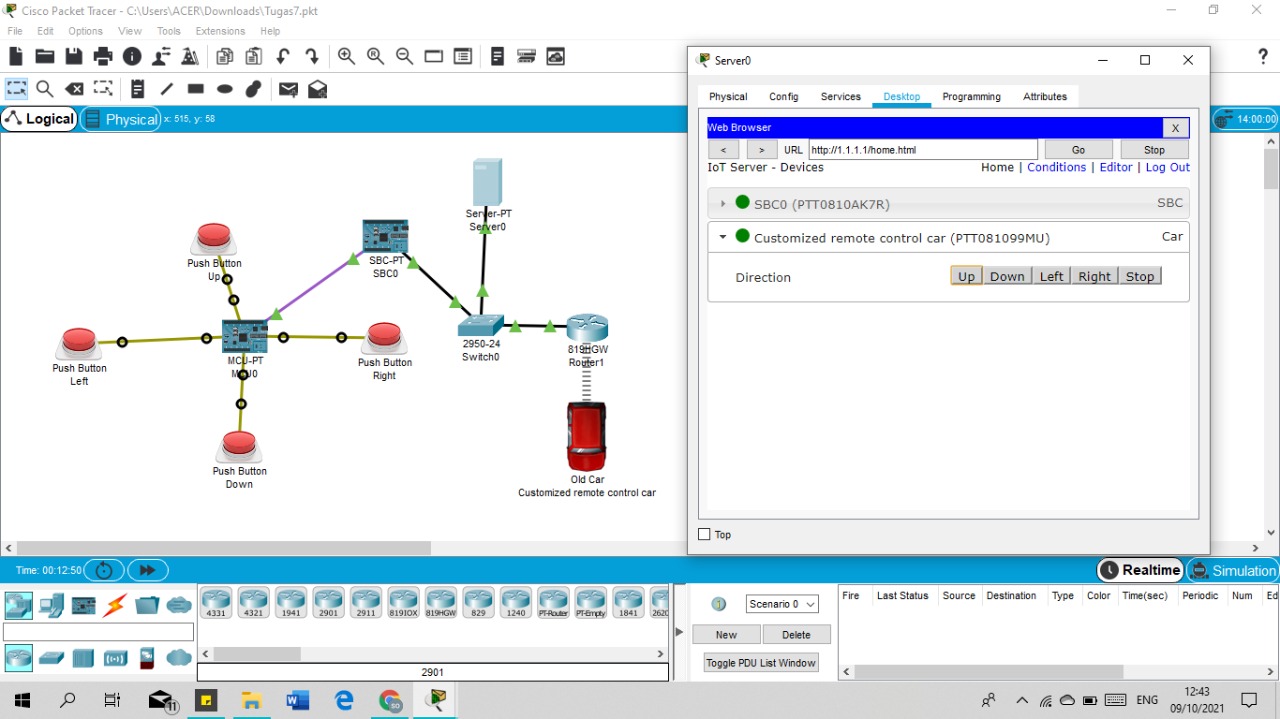 Cisco Packet Tracer - C:\Users\ACER\Downloads\Tugas7.pkt
File Edit Options View Tools Extensions Help
?
Logical Physical x: 515, y: 58
14:00:00
Server-PT
Server0
Push Button
Up
SBC-PT
SBC0
Push Button
Left
MCU-PT
MCU0
Push Button
Right
2950-24
Switch0
819HGW
Router1
Push Button
Down
Old Car
Customized remote control car
Server0
Physical Config Services Desktop Programming Attributes
Web Browser X
< > URL http://1.1.1.1/home.html Go Stop
IoT Server - Devices Home | Conditions | Editor | Log Out
SBC0 (PTT0810AK7R) SBC
Customized remote control car (PTT081099MU) Car
Direction Up Down Left Right Stop
Top
Time: 00:12:50
Realtime Simulation
4331 4321 1941 2901 2911 819IOX 819HGW 829 1240 PT-Router PT-Empty 1841 2620
2901
Scenario 0
New Delete
Toggle PDU List Window
Fire Last Status Source Destination Type Color Time(sec) Periodic Num Ed
11
ENG
12:43
09/10/2021